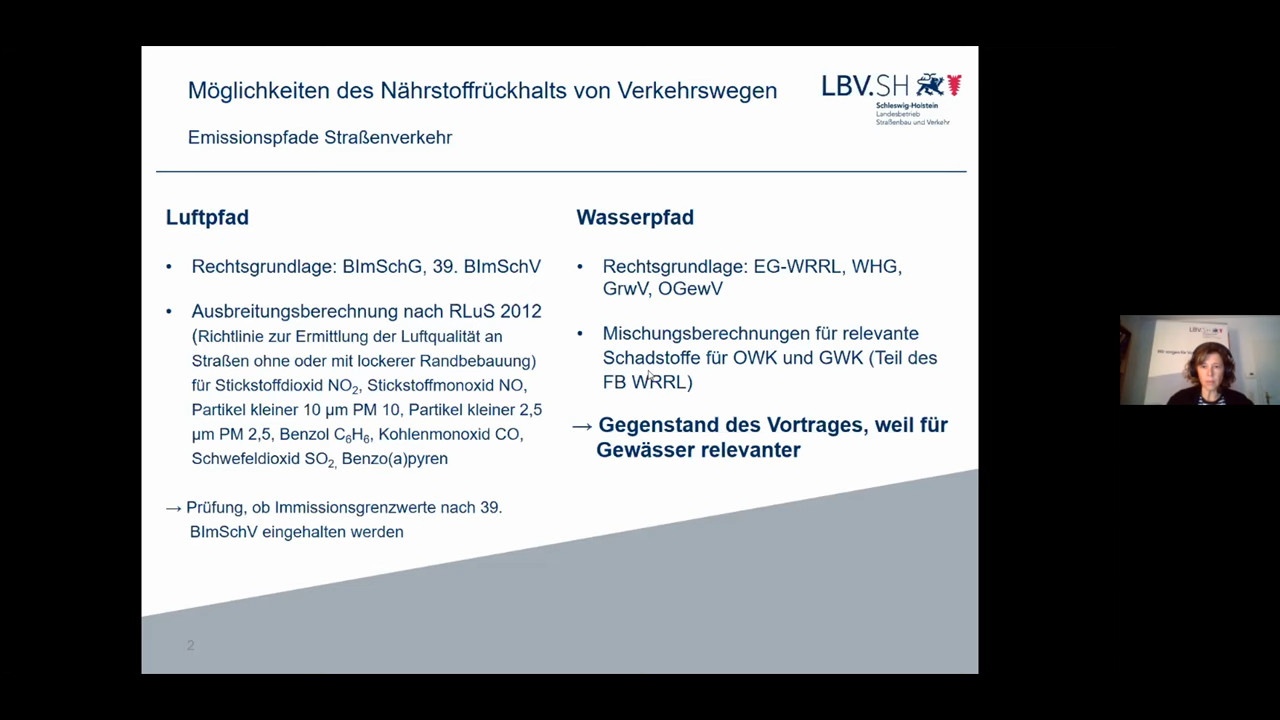 Möglichkeiten des Nährstoffrückhalts von Verkehrswegen
Emissionspfade Straßenverkehr
LBV.SH
Schleswig-Holstein
Landesbetrieb
Straßenbau und Verkehr
Luftpfad
• Rechtsgrundlage: BImSchG, 39. BImSchV
• Ausbreitungsberechnung nach RLuS 2012
(Richtlinie zur Ermittlung der Luftqualität an
Straßen ohne oder mit lockerer Randbebauung)
für Stickstoffdioxid NO₂, Stickstoffmonoxid NO,
Partikel kleiner 10 µm PM 10, Partikel kleiner 2,5
µm PM 2,5, Benzol C₆H₆, Kohlenmonoxid CO,
Schwefeldioxid SO₂, Benzo(a)pyren
→ Prüfung, ob Immissionsgrenzwerte nach 39.
BImSchV eingehalten werden
Wasserpfad
• Rechtsgrundlage: EG-WRRL, WHG,
GrwV, OGewV
• Mischungsberechnungen für relevante
Schadstoffe für OWK und GWK (Teil des
FB WRRL)
→ Gegenstand des Vortrages, weil für
Gewässer relevanter
2
LBV.SH